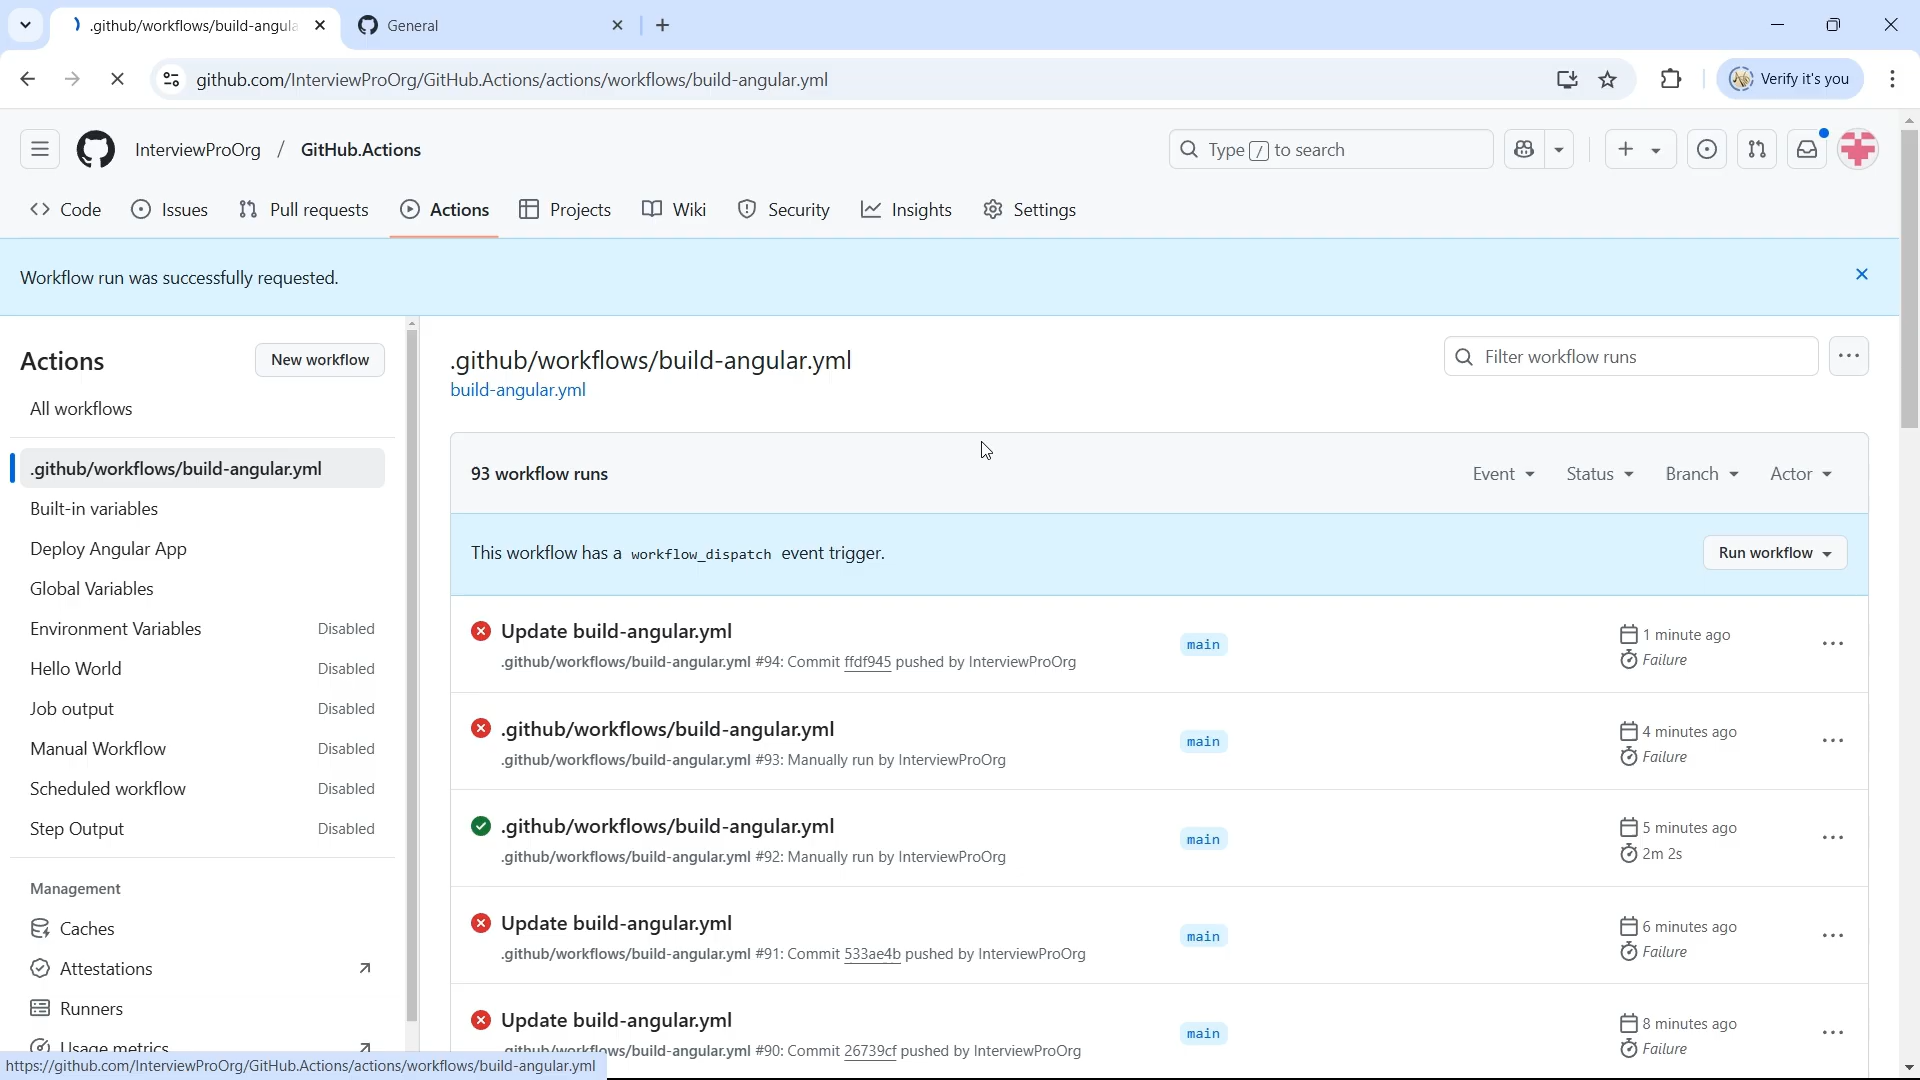 .github/workflows/build-angula
General
github.com/InterviewProOrg/GitHub.Actions/actions/workflows/build-angular.yml
Verify it's you
InterviewProOrg / GitHub.Actions
Type / to search
Code
Issues
Pull requests
Actions
Projects
Wiki
Security
Insights
Settings
Workflow run was successfully requested.
Actions
New workflow
All workflows
.github/workflows/build-angular.yml
Built-in variables
Deploy Angular App
Global Variables
Environment Variables Disabled
Hello World Disabled
Job output Disabled
Manual Workflow Disabled
Scheduled workflow Disabled
Step Output Disabled
Management
Caches
Attestations
Runners
Usage metrics
.github/workflows/build-angular.yml
build-angular.yml
Filter workflow runs
93 workflow runs
Event
Status
Branch
Actor
This workflow has a workflow_dispatch event trigger.
Run workflow
Update build-angular.yml
.github/workflows/build-angular.yml #94: Commit ffdf945 pushed by InterviewProOrg
main
1 minute ago
Failure
.github/workflows/build-angular.yml
.github/workflows/build-angular.yml #93: Manually run by InterviewProOrg
main
4 minutes ago
Failure
.github/workflows/build-angular.yml
.github/workflows/build-angular.yml #92: Manually run by InterviewProOrg
main
5 minutes ago
2m 2s
Update build-angular.yml
.github/workflows/build-angular.yml #91: Commit 533ae4b pushed by InterviewProOrg
main
6 minutes ago
Failure
Update build-angular.yml
.github/workflows/build-angular.yml #90: Commit 26739cf pushed by InterviewProOrg
main
8 minutes ago
Failure
https://github.com/InterviewProOrg/GitHub.Actions/actions/workflows/build-angular.yml